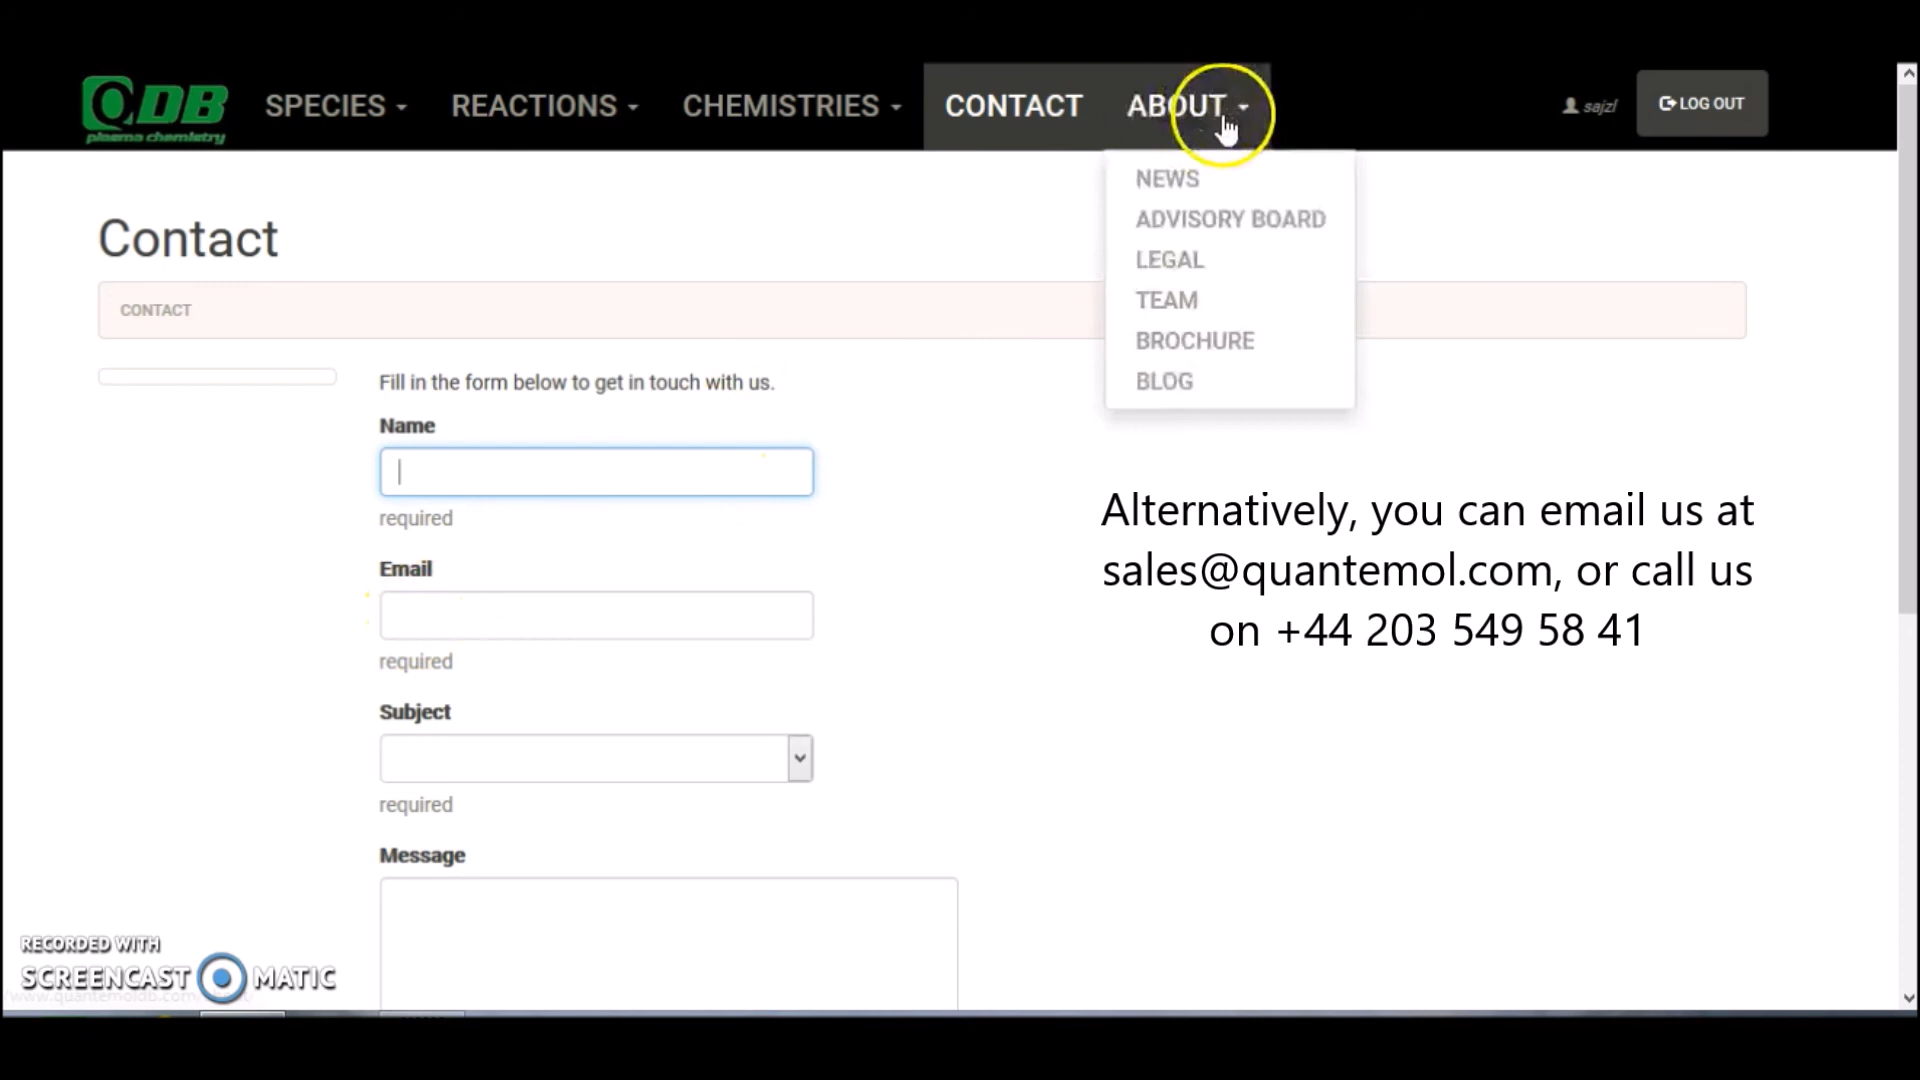 QDB
plasma chemistry
SPECIES
REACTIONS
CHEMISTRIES
CONTACT
ABOUT
sajzl
LOG OUT
NEWS
ADVISORY BOARD
LEGAL
TEAM
BROCHURE
BLOG
Contact
CONTACT
Fill in the form below to get in touch with us.
Name
required
Email
required
Subject
required
Message
Alternatively, you can email us at
sales@quantemol.com, or call us
on +44 203 549 58 41
RECORDED WITH
SCREENCAST MATIC